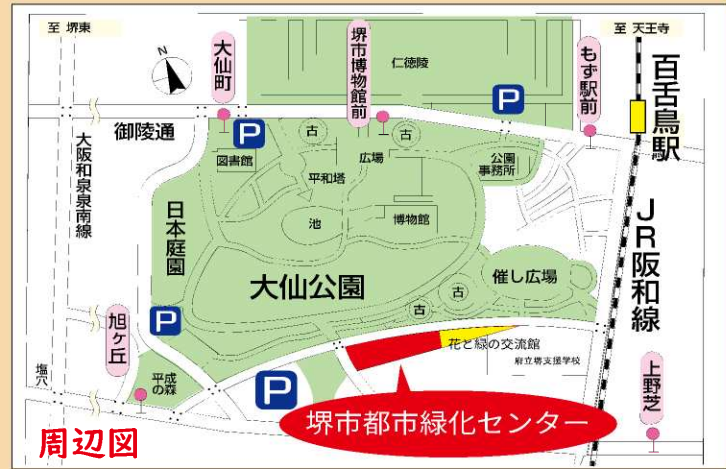 至 堺東
至 天王寺
N
大仙町
堺市博物館前
仁徳陵
もず駅前
百舌鳥駅
P
P
御陵通
古
古
図書館
広場
平和塔
公園
事務所
大阪和泉泉南線
日本庭園
池
博物館
JR阪和線
大仙公園
催し広場
古
古
P
旭ヶ丘
花と緑の交流館
府立堺支援学校
塩穴
平成
の森
P
上野芝
堺市都市緑化センター
周辺図